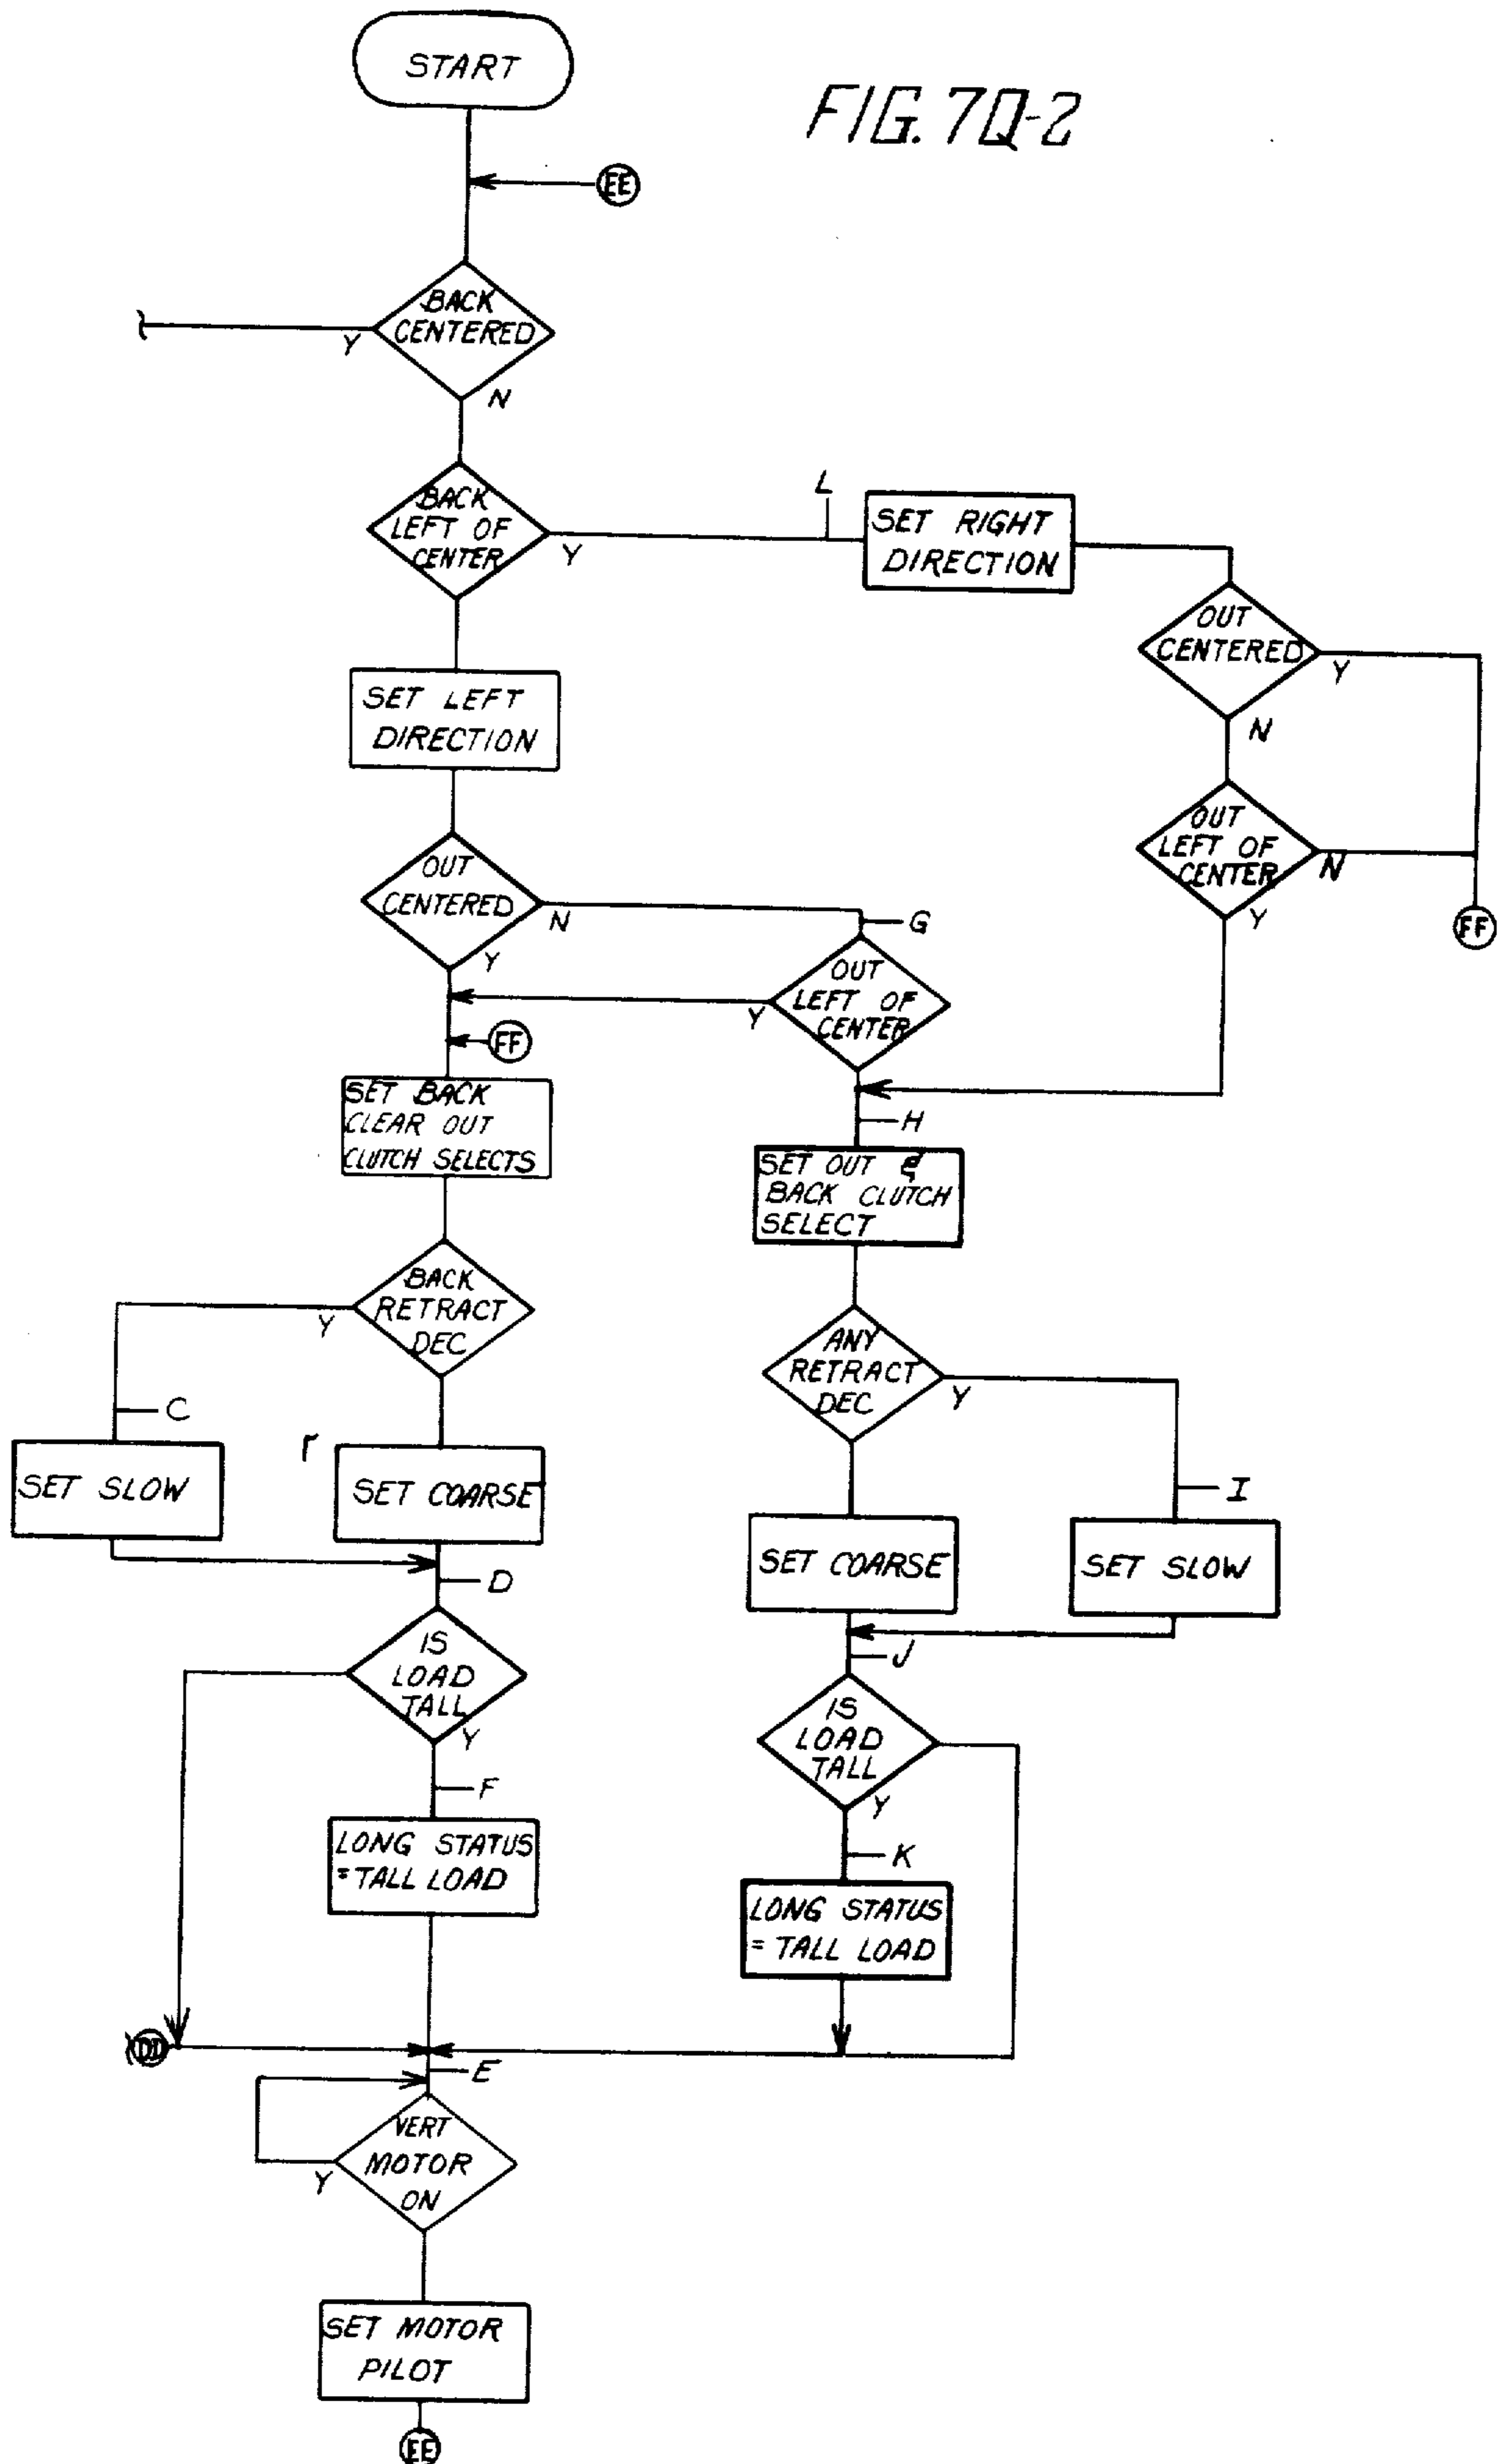 START
FIG. 7Q-2
EE
BACK
CENTERED
Y
N
BACK
LEFT OF
CENTER
Y
L
SET RIGHT
DIRECTION
OUT
CENTERED
Y
N
SET LEFT
DIRECTION
OUT
LEFT OF
CENTER
N
Y
FF
OUT
CENTERED
N
Y
G
OUT
LEFT OF
CENTER
Y
FF
SET BACK
CLEAR OUT
CLUTCH SELECTS
H
SET OUT &
BACK CLUTCH
SELECT
BACK
RETRACT
DEC
Y
ANY
RETRACT
DEC
Y
C
SET SLOW
SET COARSE
I
SET COARSE
SET SLOW
D
J
IS
LOAD
TALL
Y
IS
LOAD
TALL
Y
F
LONG STATUS
= TALL LOAD
K
LONG STATUS
= TALL LOAD
DD
E
VERT
MOTOR
ON
Y
SET MOTOR
PILOT
EE